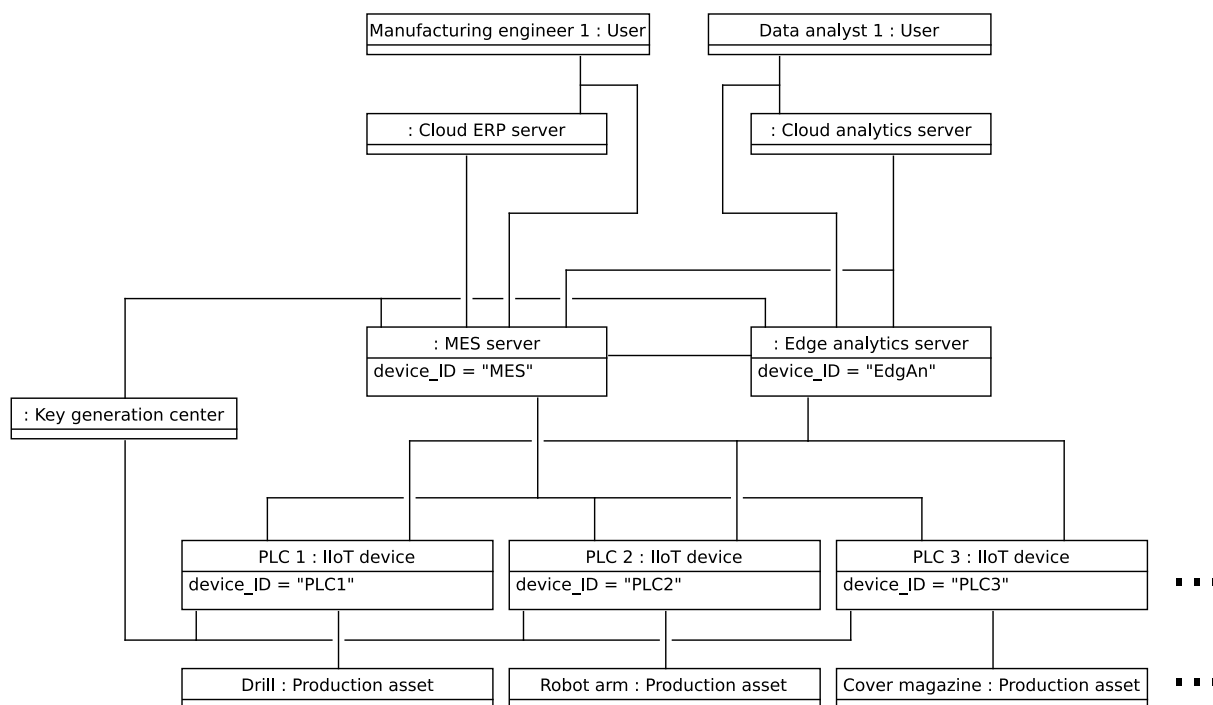 Manufacturing engineer 1 : User
Data analyst 1 : User
: Cloud ERP server
: Cloud analytics server
: MES server
device_ID = "MES"
: Edge analytics server
device_ID = "EdgAn"
: Key generation center
PLC 1 : IIoT device
device_ID = "PLC1"
PLC 2 : IIoT device
device_ID = "PLC2"
PLC 3 : IIoT device
device_ID = "PLC3"
Drill : Production asset
Robot arm : Production asset
Cover magazine : Production asset